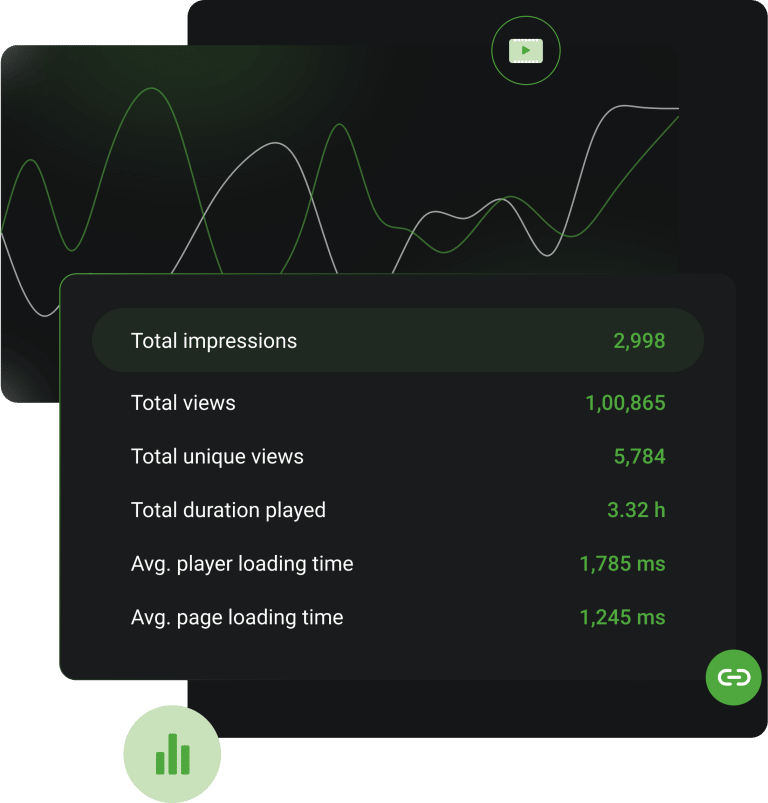 Total impressions 2,998
Total views 1,00,865
Total unique views 5,784
Total duration played 3.32 h
Avg. player loading time 1,785 ms
Avg. page loading time 1,245 ms